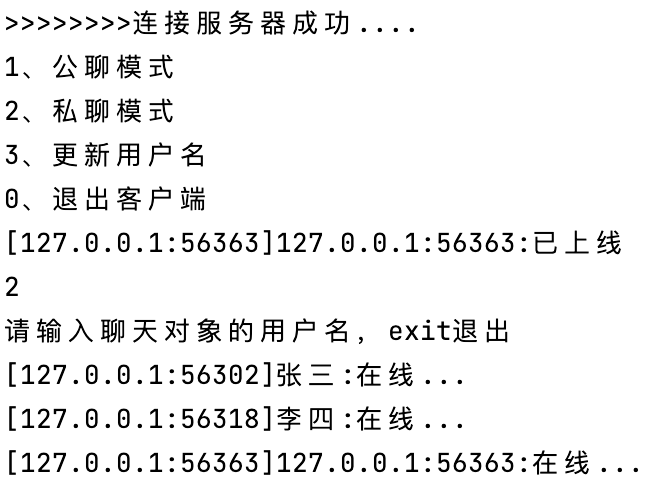 >>>>>>>>连接服务器成功....
1、公聊模式
2、私聊模式
3、更新用户名
0、退出客户端
[127.0.0.1:56363]127.0.0.1:56363:已上线
2
请输入聊天对象的用户名, exit退出
[127.0.0.1:56302]张三:在线...
[127.0.0.1:56318]李四:在线...
[127.0.0.1:56363]127.0.0.1:56363:在线...